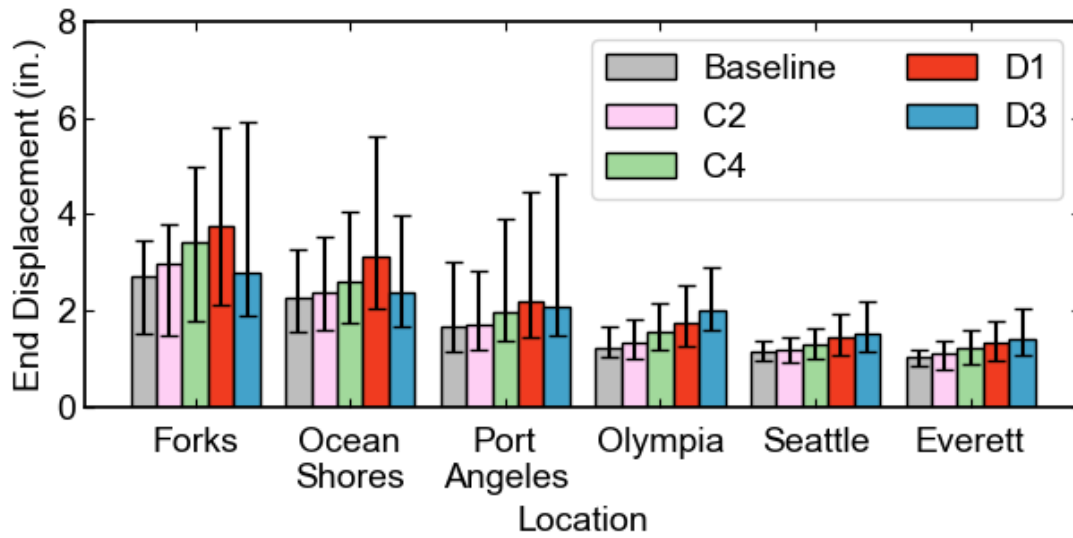 End Displacement (in.)
8
6
4
2
0
Baseline
C2
C4
D1
D3
Forks
Ocean
Shores
Port
Angeles
Olympia
Seattle
Everett
Location